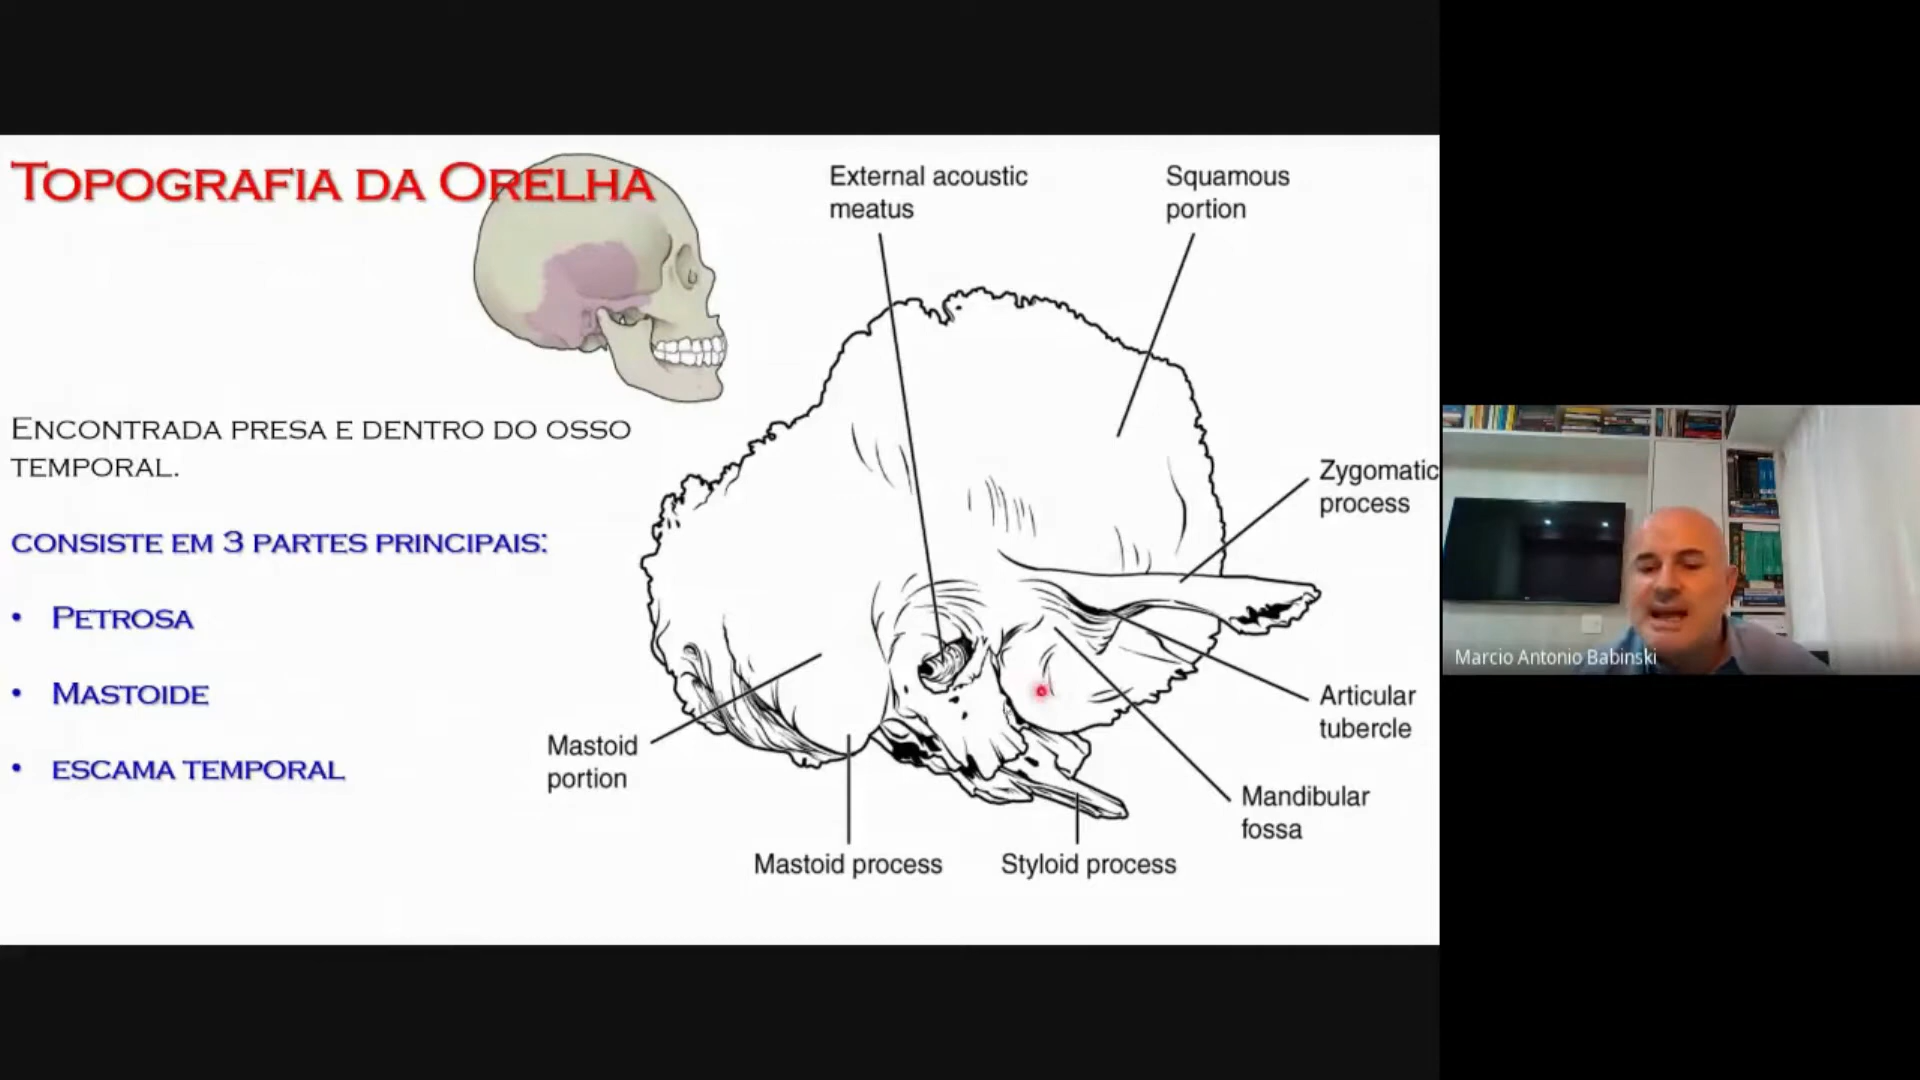 Topografia da Orelha
Encontrada presa e dentro do osso
temporal.
consiste em 3 partes principais:
• Petrosa
• Mastoide
• escama temporal
External acoustic
meatus
Squamous
portion
Zygomatic
process
Articular
tubercle
Mandibular
fossa
Mastoid
portion
Mastoid process
Styloid process
Marcio Antonio Babinski